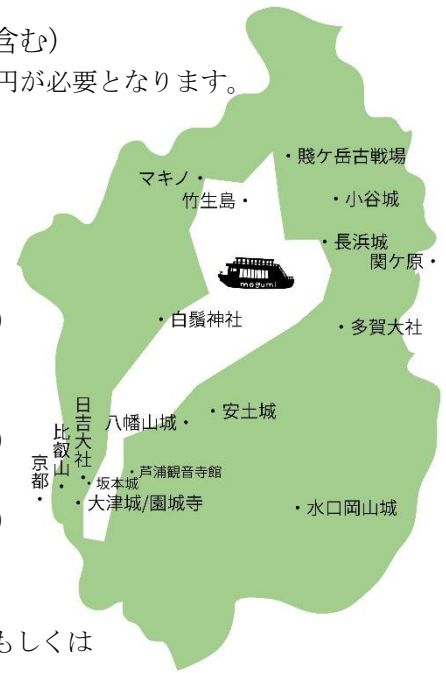 含む）
円が必要となります。
賤ケ岳古戦場
マキノ
竹生島
小谷城
長浜城
関ケ原
megumi
白鬚神社
多賀大社
）
安土城
八幡山城
日吉大社
比叡山
京都
芦浦観音寺館
坂本城
大津城/園城寺
）
水口岡山城
）
もしくは